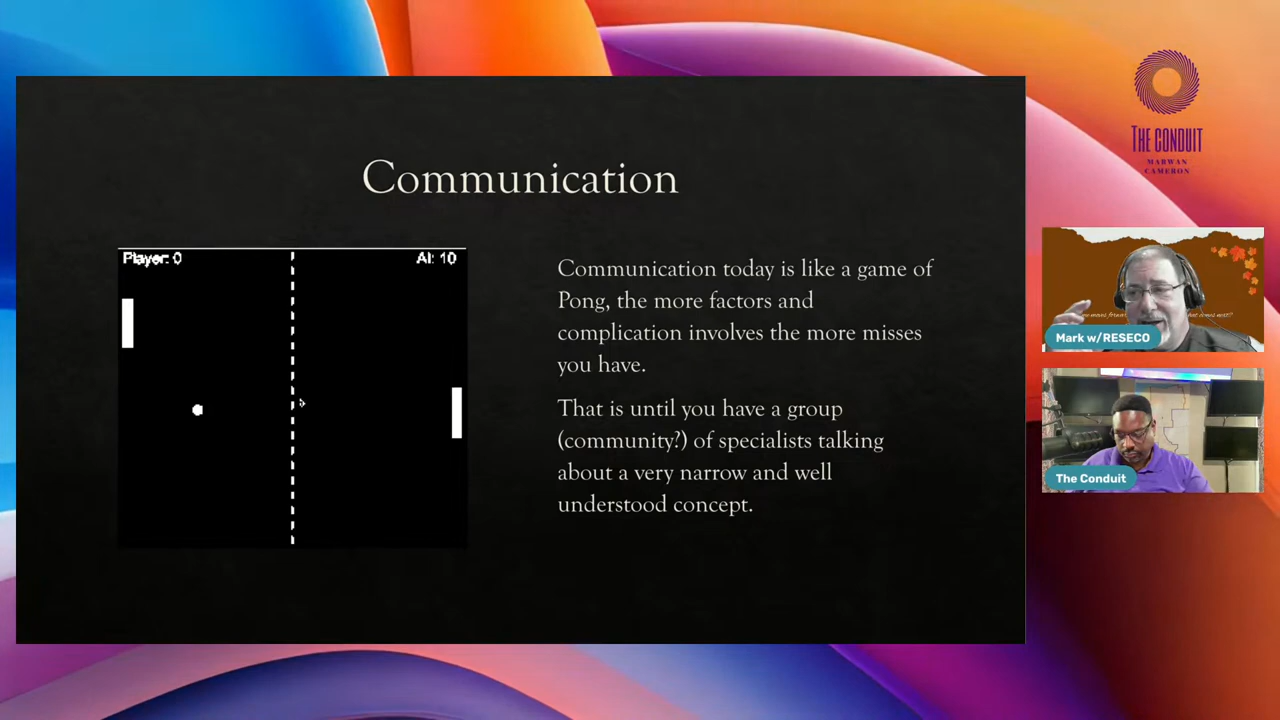 THE CONDUIT
MARWAN
CAMERON
Communication
Player: 0
AI: 10
Communication today is like a game of
Pong, the more factors and
complication involves the more misses
you have.
That is until you have a group
(community?) of specialists talking
about a very narrow and well
understood concept.
Mark w/RESECO
The Conduit